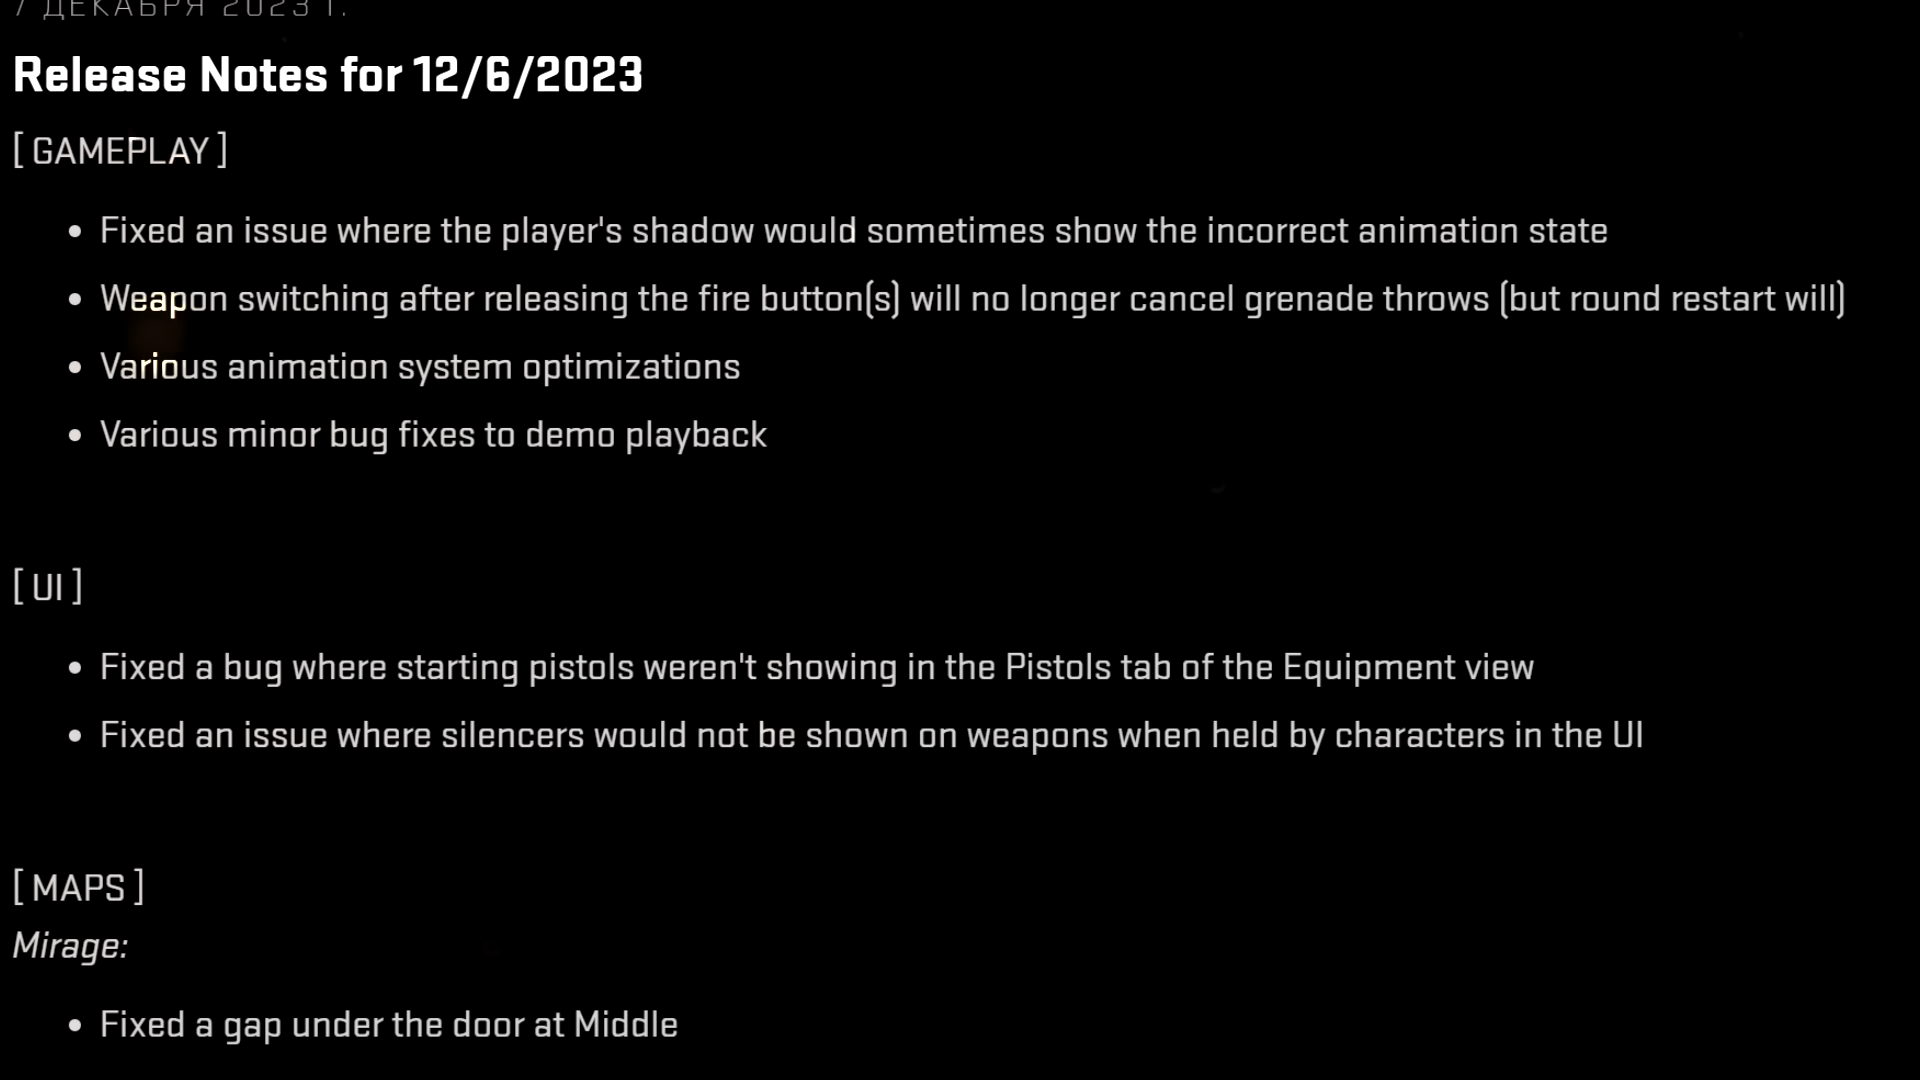 7 ДЕКАБРЯ 2023 Г.
Release Notes for 12/6/2023
[ GAMEPLAY ]
• Fixed an issue where the player's shadow would sometimes show the incorrect animation state
• Weapon switching after releasing the fire button(s) will no longer cancel grenade throws (but round restart will)
• Various animation system optimizations
• Various minor bug fixes to demo playback
[ UI ]
• Fixed a bug where starting pistols weren't showing in the Pistols tab of the Equipment view
• Fixed an issue where silencers would not be shown on weapons when held by characters in the UI
[ MAPS ]
Mirage:
• Fixed a gap under the door at Middle